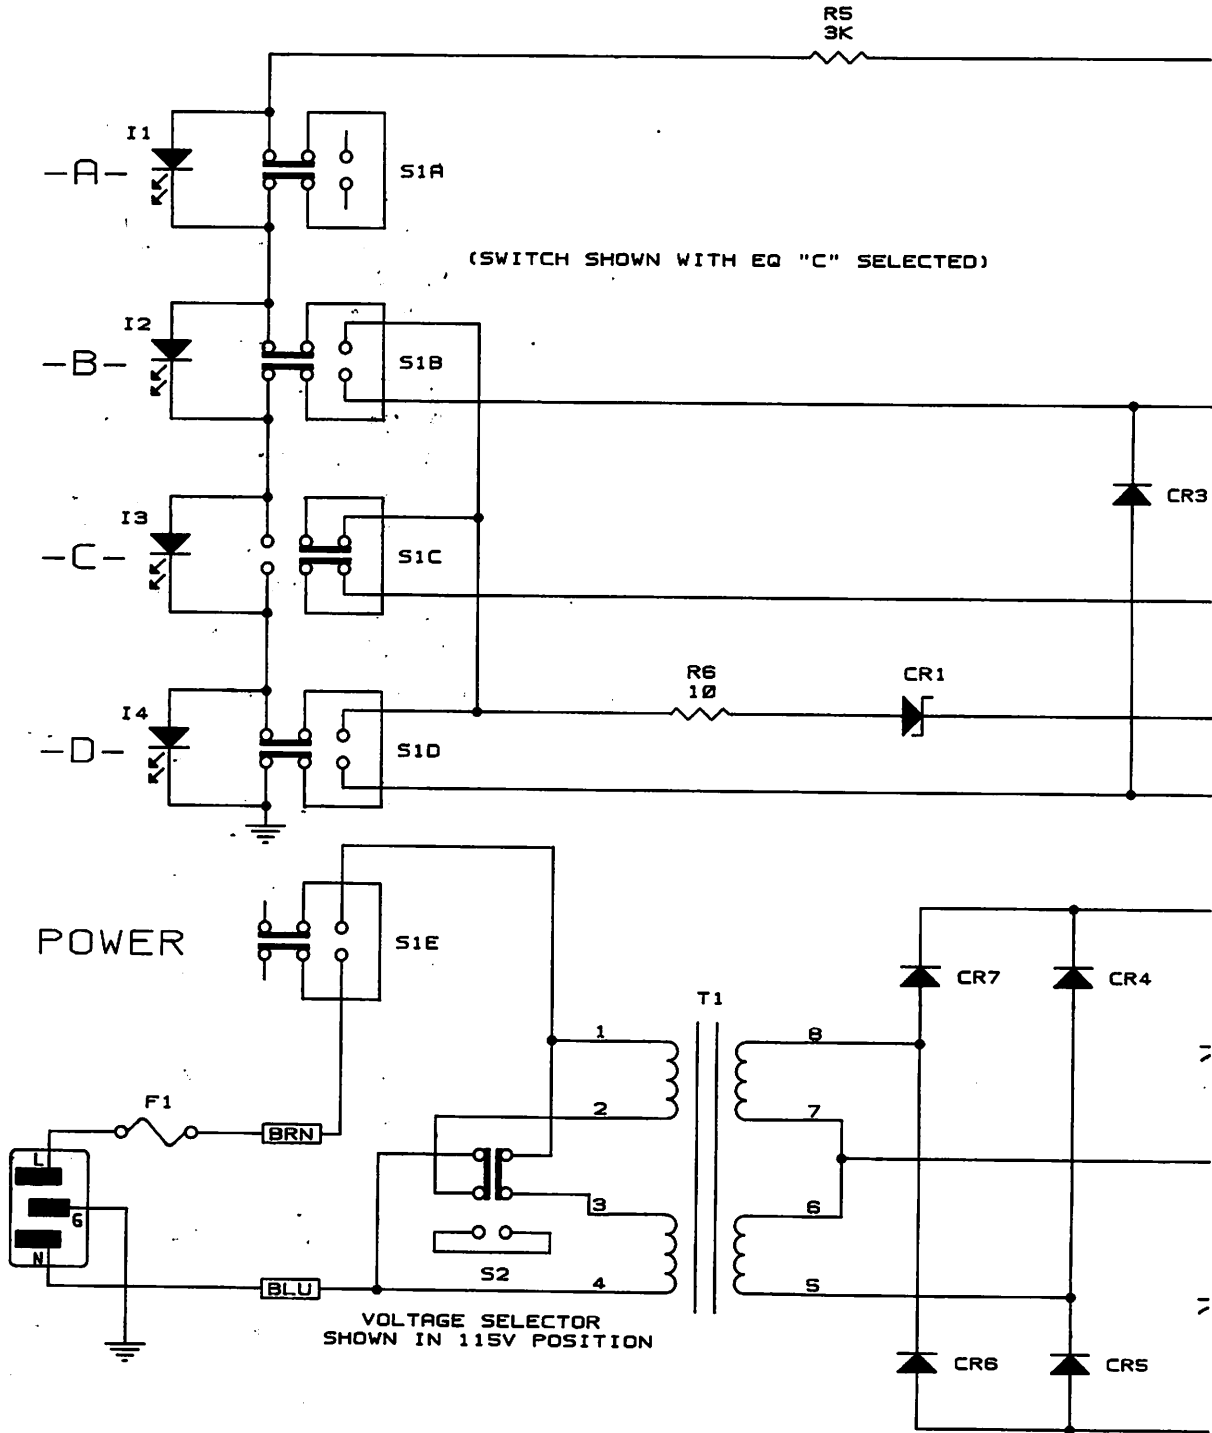 R5
3K
I1
-A-
S1A
(SWITCH SHOWN WITH EQ "C" SELECTED)
I2
-B-
S1B
CR3
I3
-C-
S1C
R6
10
CR1
I4
-D-
S1D
POWER
S1E
CR7
CR4
T1
1
8
F1
2
7
BRN
L
G
N
3
6
S2
4
5
BLU
VOLTAGE SELECTOR
SHOWN IN 115V POSITION
CR6
CR5